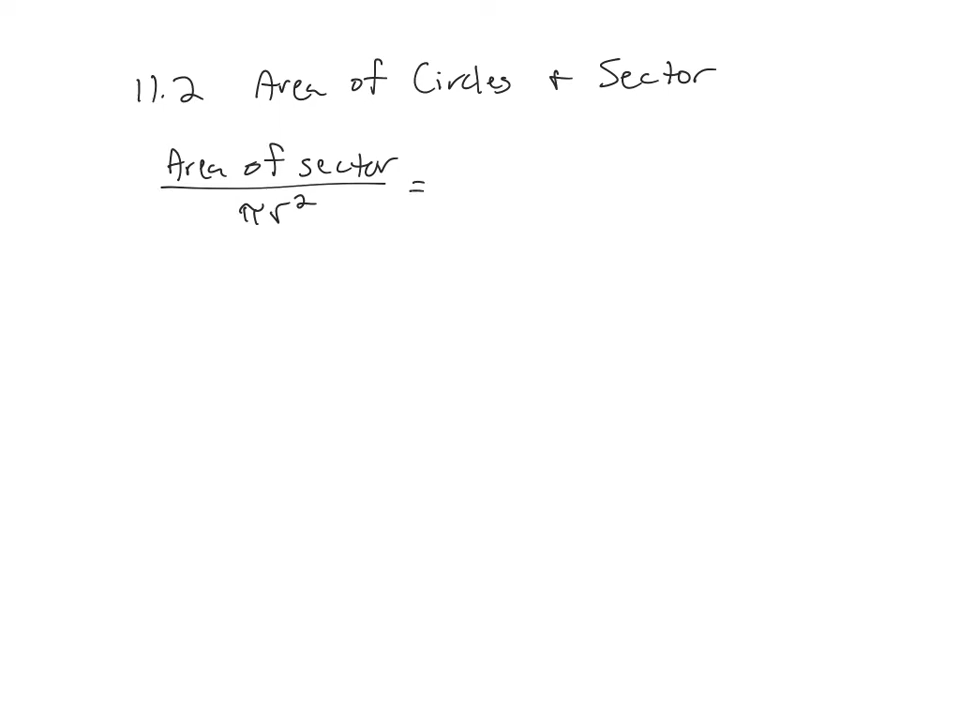 11.2 Area of Circles + Sector
Area of sector
—————— =
πr²